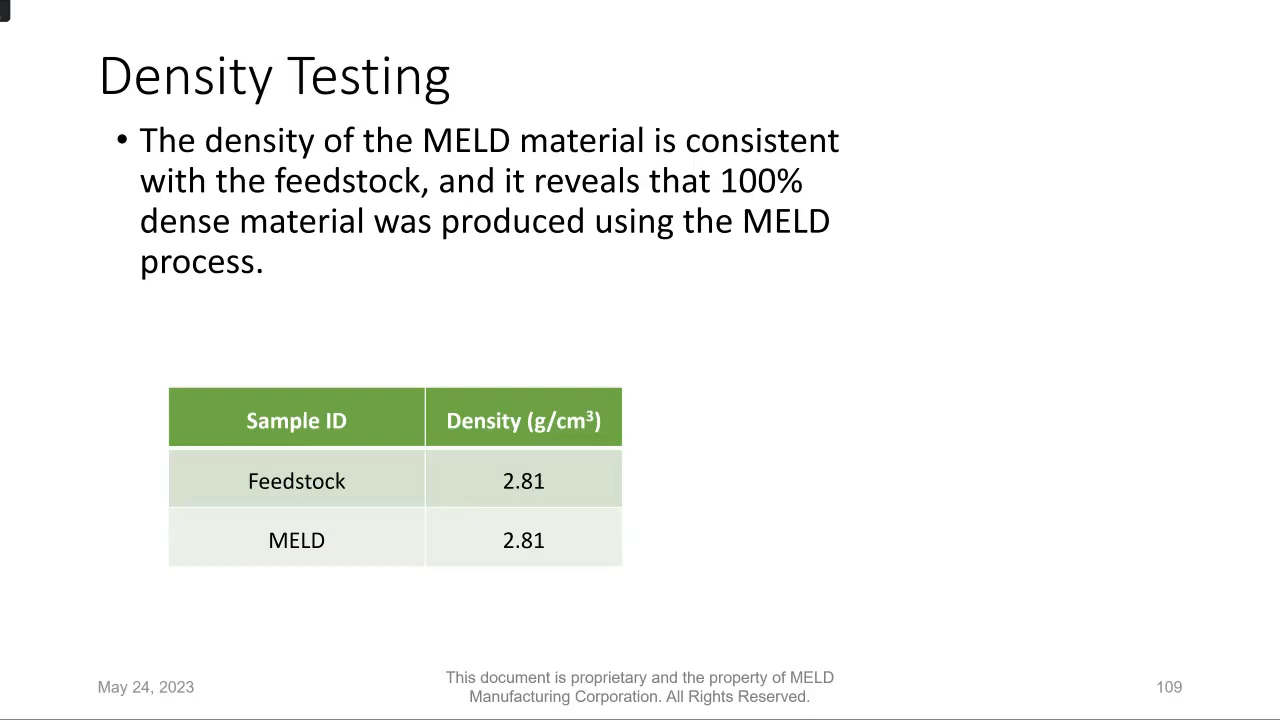 Density Testing
• The density of the MELD material is consistent
with the feedstock, and it reveals that 100%
dense material was produced using the MELD
process.
Sample ID Density (g/cm³)
Feedstock 2.81
MELD 2.81
May 24, 2023
This document is proprietary and the property of MELD
Manufacturing Corporation. All Rights Reserved.
109